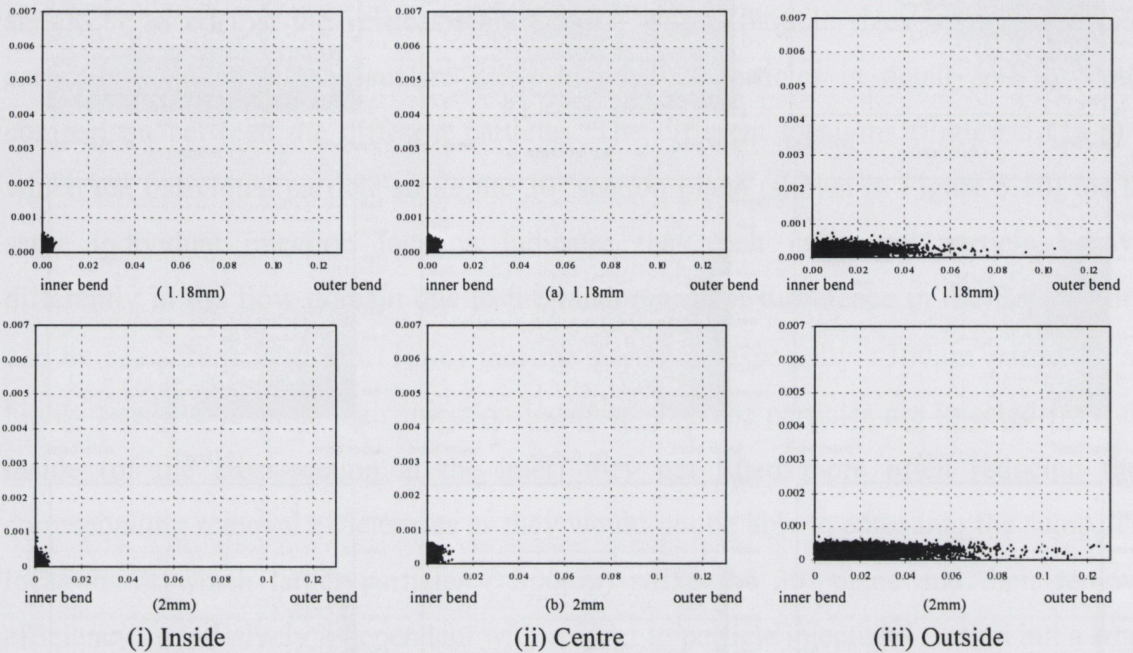 0.007 0.007 0.007
0.006 0.006 0.006
0.005 0.005 0.005
0.004 0.004 0.004
0.003 0.003 0.003
0.002 0.002 0.002
0.001 0.001 0.001
0.000 0.000 0.000
0.00 0.02 0.04 0.06 0.08 0.10 0.12 0.00 0.02 0.04 0.06 0.08 0.10 0.12 0.00 0.02 0.04 0.06 0.08 0.10 0.12
inner bend ( 1.18mm) outer bend inner bend (a) 1.18mm outer bend inner bend ( 1.18mm) outer bend
0.007 0.007 0.007
0.006 0.006 0.006
0.005 0.005 0.005
0.004 0.004 0.004
0.003 0.003 0.003
0.002 0.002 0.002
0.001 0.001 0.001
0 0 0
0 0.02 0.04 0.06 0.08 0.1 0.12 0 0.02 0.04 0.06 0.08 0.1 0.12 0 0.02 0.04 0.06 0.08 0.1 0.12
inner bend (2mm) outer bend inner bend (b) 2mm outer bend inner bend (2mm) outer bend
(i) Inside (ii) Centre (iii) Outside